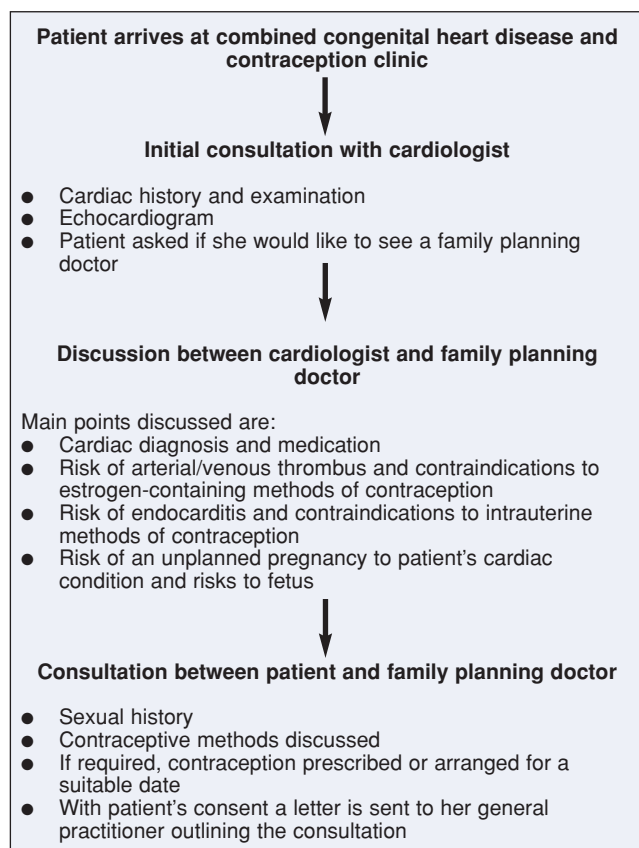 Patient arrives at combined congenital heart disease and
contraception clinic
Initial consultation with cardiologist
● Cardiac history and examination
● Echocardiogram
● Patient asked if she would like to see a family planning
doctor
Discussion between cardiologist and family planning
doctor
Main points discussed are:
● Cardiac diagnosis and medication
● Risk of arterial/venous thrombus and contraindications to
estrogen-containing methods of contraception
● Risk of endocarditis and contraindications to intrauterine
methods of contraception
● Risk of an unplanned pregnancy to patient's cardiac
condition and risks to fetus
Consultation between patient and family planning doctor
● Sexual history
● Contraceptive methods discussed
● If required, contraception prescribed or arranged for a
suitable date
● With patient's consent a letter is sent to her general
practitioner outlining the consultation